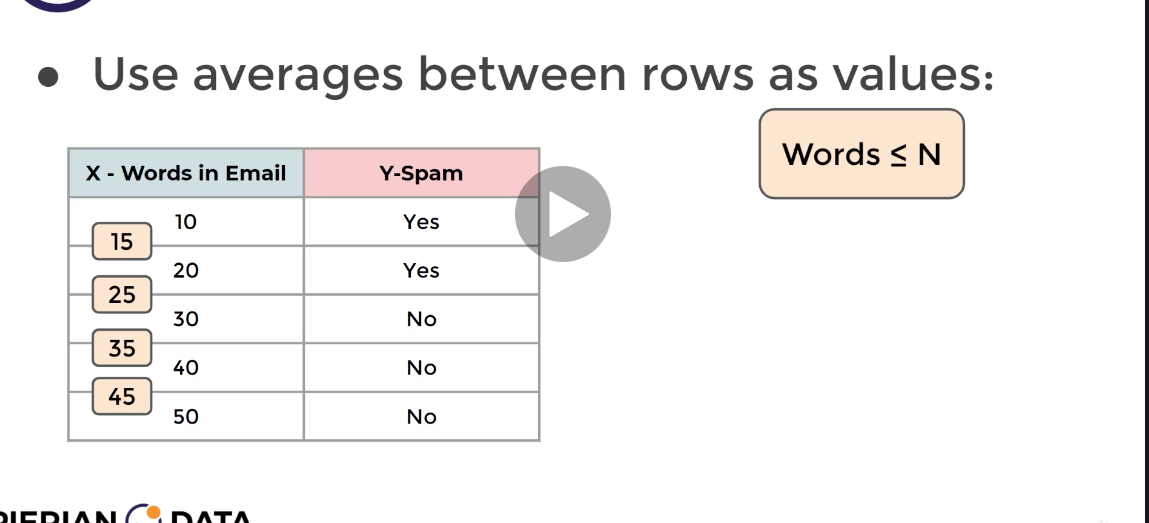 Use averages between rows as values:
Words ≤ N
X - Words in Email Y-Spam
10 Yes
15
20 Yes
25
30 No
35
40 No
45
50 No
PIERIAN DATA